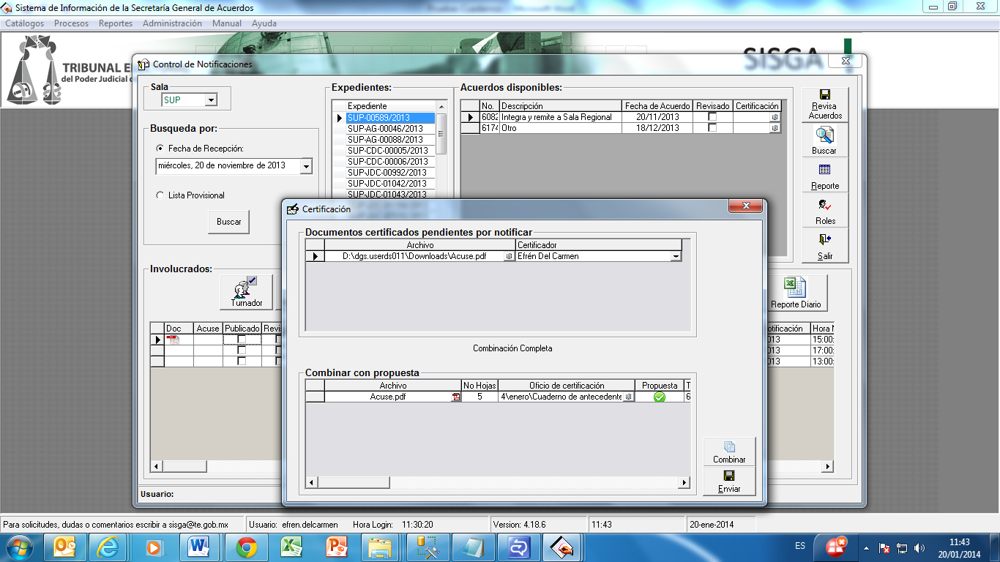 Sistema de Información de la Secretaría General de Acuerdos
Catálogos Procesos Reportes Administración Manual Ayuda
TRIBUNAL E
del Poder Judicial
SISGA
Control de Notificaciones
Sala
SUP
Busqueda por:
Fecha de Recepción:
miércoles, 20 de noviembre de 2013
Lista Provisional
Buscar
Expedientes:
Expediente
SUP-00589/2013
SUP-AG-00046/2013
SUP-AG-00088/2013
SUP-CDC-00005/2013
SUP-CDC-00006/2013
SUP-JDC-00992/2013
SUP-JDC-01042/2013
SUP-JDC-01043/2013
Acuerdos disponibles:
No. Descripción Fecha de Acuerdo Revisado Certificación
6082 Integra y remite a Sala Regional 20/11/2013
6174 Otro 18/12/2013
Revisa Acuerdos
Buscar
Reporte
Roles
Salir
Involucrados:
Turnador
Reporte Diario
Doc Acuse Publicado Revi
otificación Hora
013 15:00:
013 17:00:
013 13:00:
Usuario:
Certificación
Documentos certificados pendientes por notificar
Archivo Certificador
D:\dgs.userds011\Downloads\Acuse.pdf Efrén Del Carmen
Combinación Completa
Combinar con propuesta
Archivo No Hojas Oficio de certificación Propuesta T
Acuse.pdf 5 4\enero\Cuaderno de antecedente 6
Combinar
Enviar
Para solicitudes, dudas o comentarios escribir a sisga@te.gob.mx Usuario: efren.delcarmen Hora Login: 11:30:20 Version: 4.18.6 11:43 20-ene-2014
ES
11:43
20/01/2014